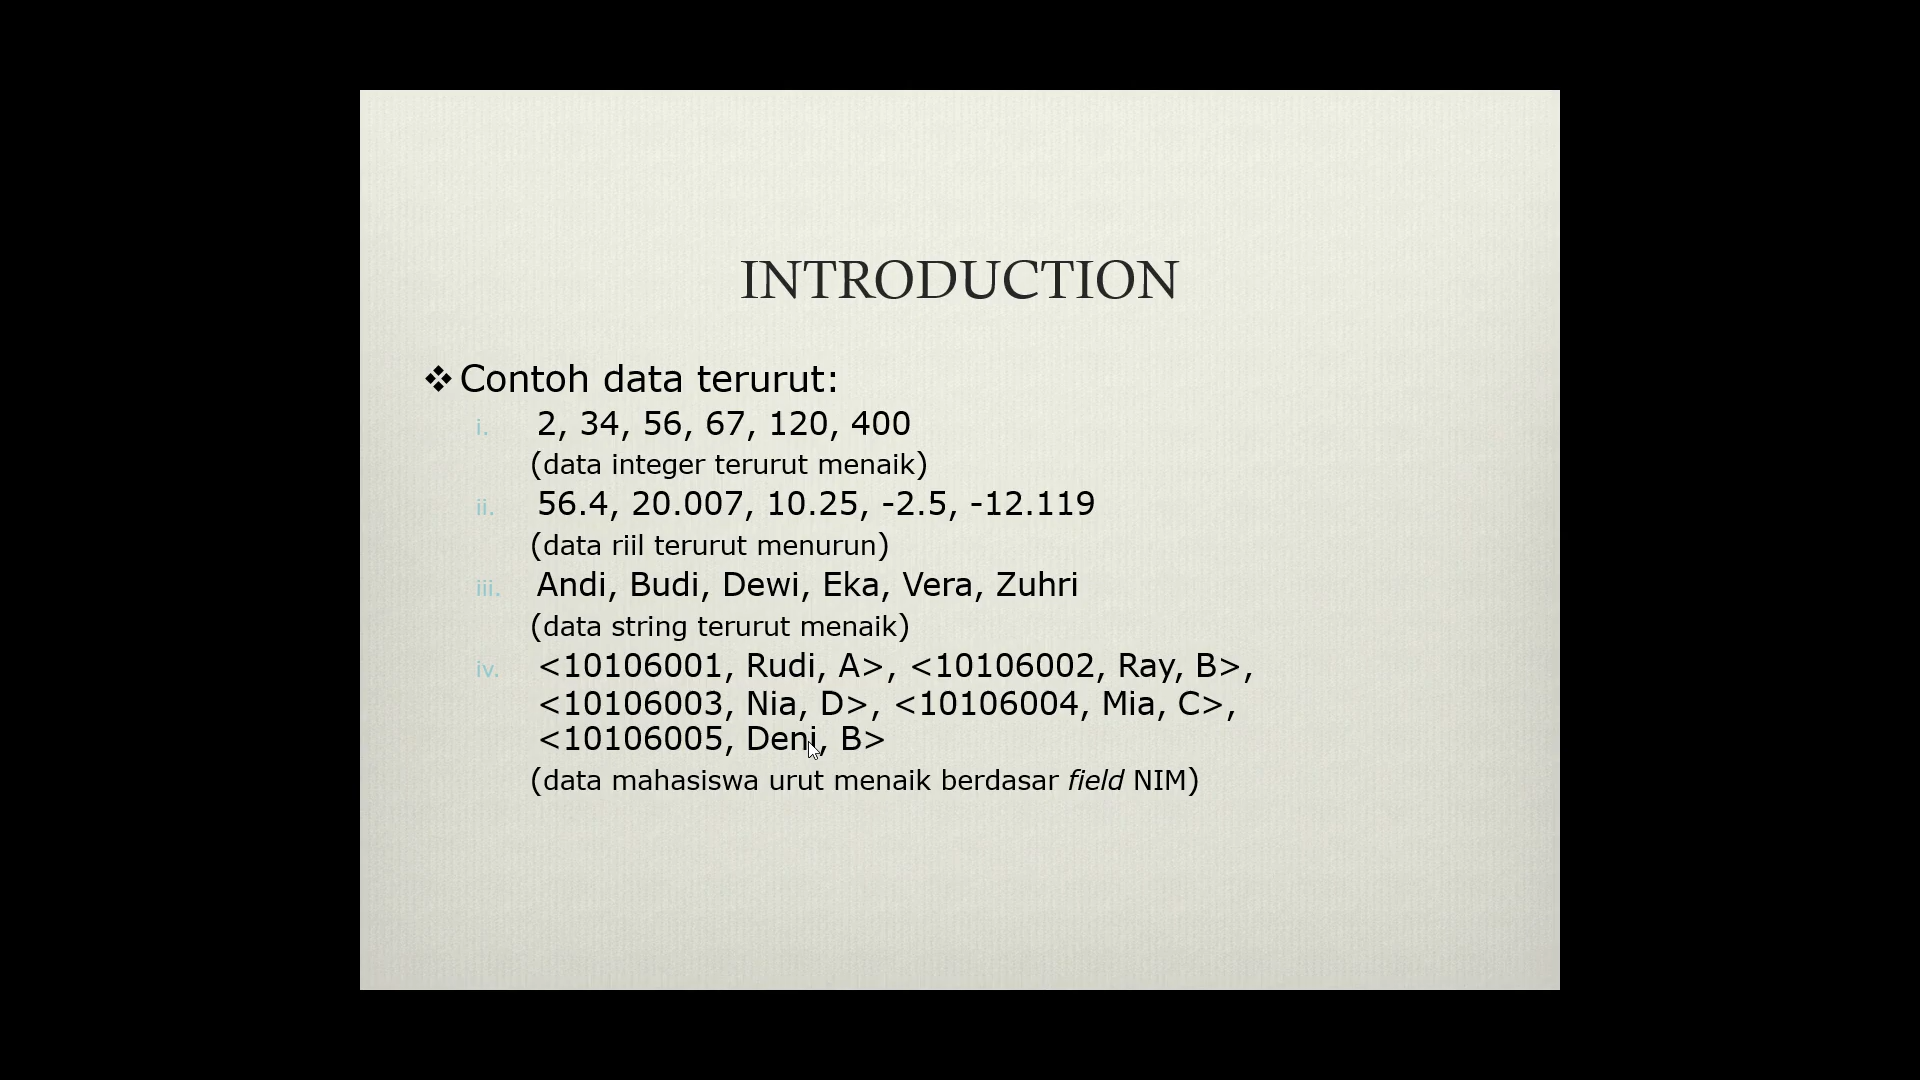 INTRODUCTION
❖ Contoh data terurut:
i. 2, 34, 56, 67, 120, 400
(data integer terurut menaik)
ii. 56.4, 20.007, 10.25, -2.5, -12.119
(data riil terurut menurun)
iii. Andi, Budi, Dewi, Eka, Vera, Zuhri
(data string terurut menaik)
iv. <10106001, Rudi, A>, <10106002, Ray, B>,
<10106003, Nia, D>, <10106004, Mia, C>,
<10106005, Deni, B>
(data mahasiswa urut menaik berdasar field NIM)